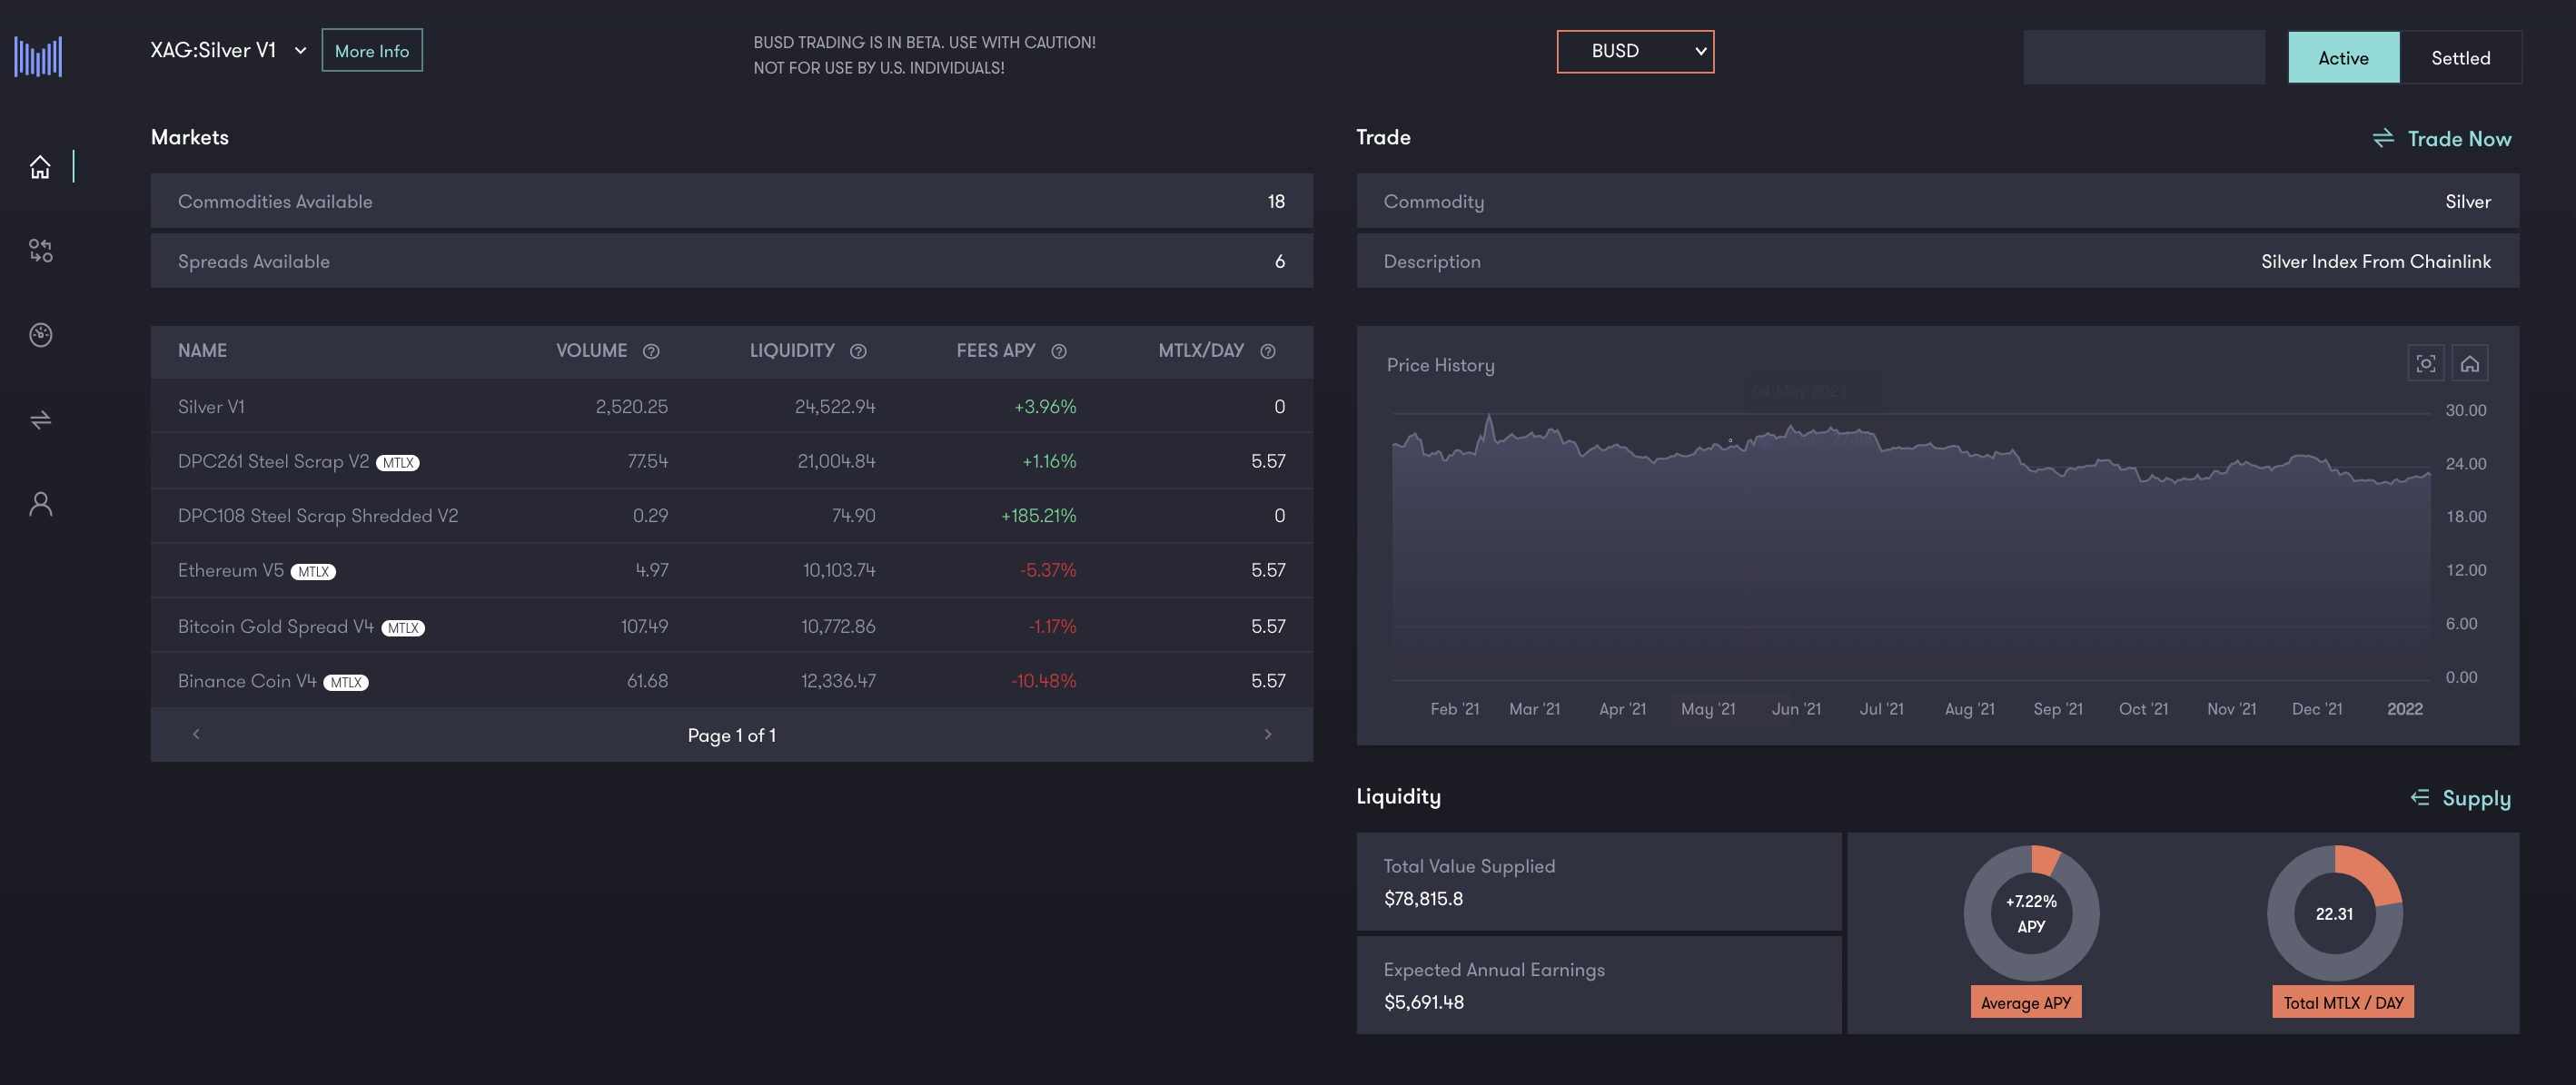 XAG:Silver V1
More Info
BUSD TRADING IS IN BETA. USE WITH CAUTION!
NOT FOR USE BY U.S. INDIVIDUALS!
BUSD
Active
Settled
Markets
Commodities Available 18
Spreads Available 6
NAME VOLUME ? LIQUIDITY ? FEES APY ? MTLX/DAY ?
Silver V1 2,520.25 24,522.94 +3.96% 0
DPC261 Steel Scrap V2 MTLX 77.54 21,004.84 +1.16% 5.57
DPC108 Steel Scrap Shredded V2 0.29 74.90 +185.21% 0
Ethereum V5 MTLX 4.97 10,103.74 -5.37% 5.57
Bitcoin Gold Spread V4 MTLX 107.49 10,772.86 -1.17% 5.57
Binance Coin V4 MTLX 61.68 12,336.47 -10.48% 5.57
Page 1 of 1
Trade
Trade Now
Commodity Silver
Description Silver Index From Chainlink
Price History
04 May 2021
30.00
24.00
18.00
12.00
6.00
0.00
Feb '21 Mar '21 Apr '21 May '21 Jun '21 Jul '21 Aug '21 Sep '21 Oct '21 Nov '21 Dec '21 2022
Liquidity
Supply
Total Value Supplied
$78,815.8
Expected Annual Earnings
$5,691.48
+7.22%
APY
Average APY
22.31
Total MTLX / DAY